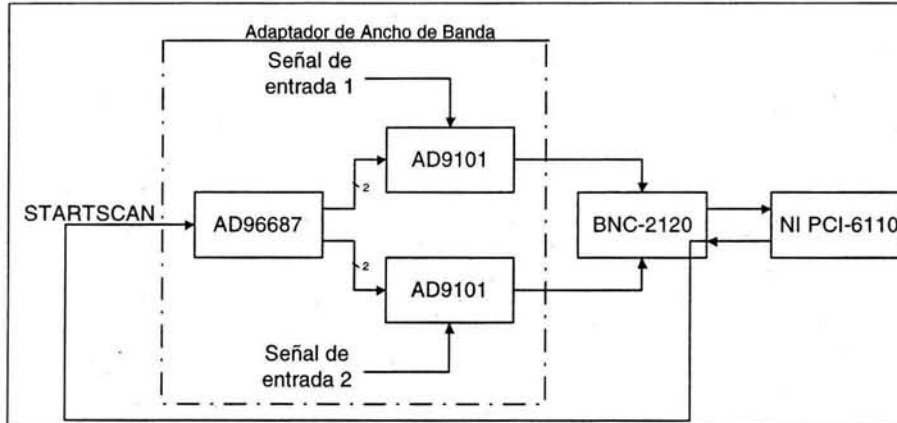 Adaptador de Ancho de Banda
Señal de
entrada 1
AD9101
2
STARTSCAN
AD96687
BNC-2120
NI PCI-6110
2
AD9101
Señal de
entrada 2